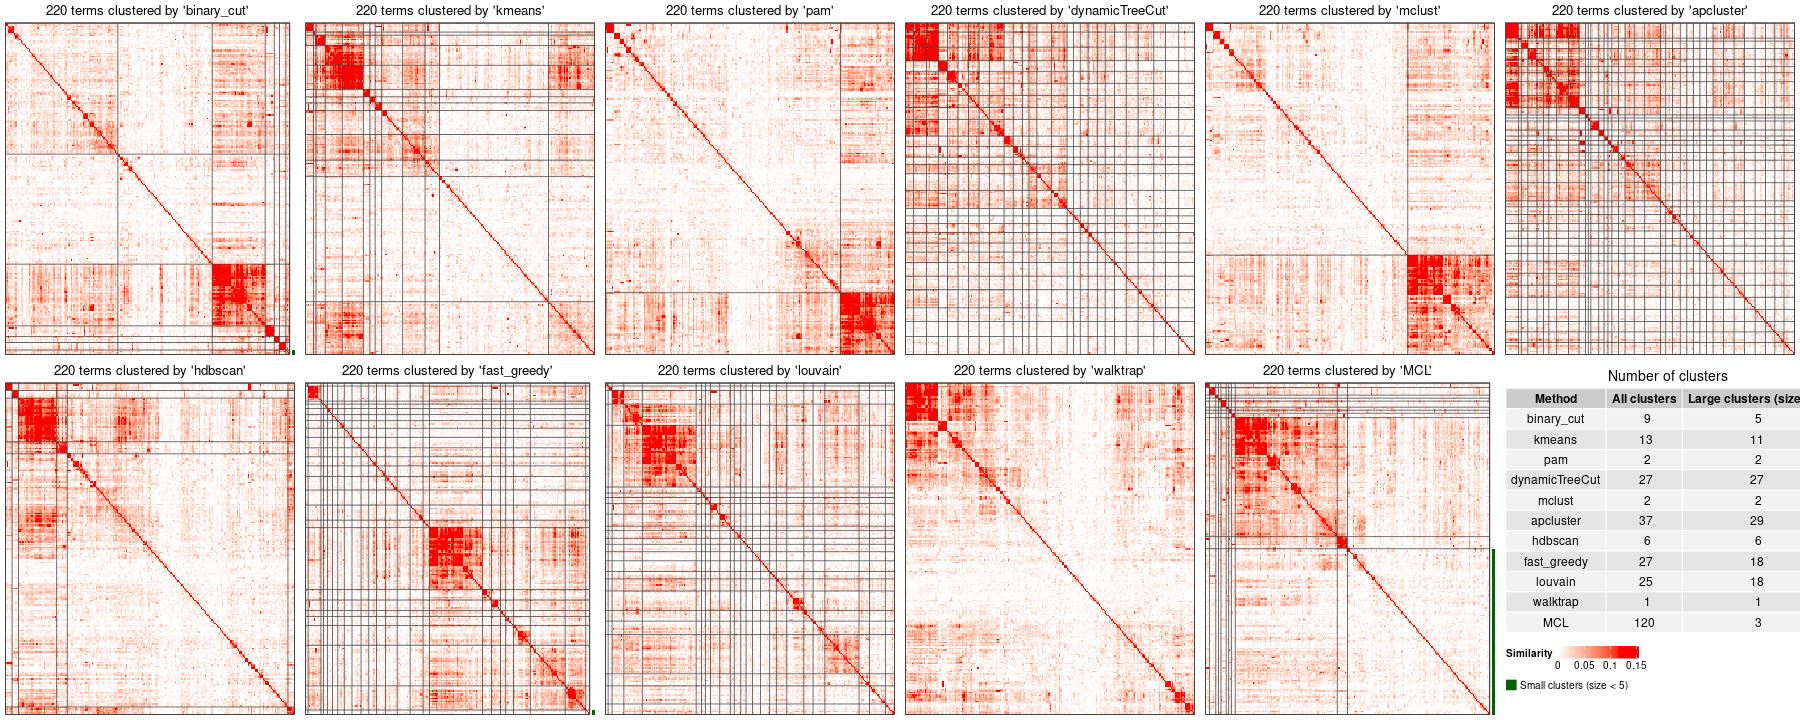 220 terms clustered by 'binary_cut'
220 terms clustered by 'kmeans'
220 terms clustered by 'pam'
220 terms clustered by 'dynamicTreeCut'
220 terms clustered by 'mclust'
220 terms clustered by 'apcluster'
220 terms clustered by 'hdbscan'
220 terms clustered by 'fast_greedy'
220 terms clustered by 'louvain'
220 terms clustered by 'walktrap'
220 terms clustered by 'MCL'
Number of clusters
Method All clusters Large clusters (size
binary_cut 9 5
kmeans 13 11
pam 2 2
dynamicTreeCut 27 27
mclust 2 2
apcluster 37 29
hdbscan 6 6
fast_greedy 27 18
louvain 25 18
walktrap 1 1
MCL 120 3
Similarity
0 0.05 0.1 0.15
Small clusters (size < 5)